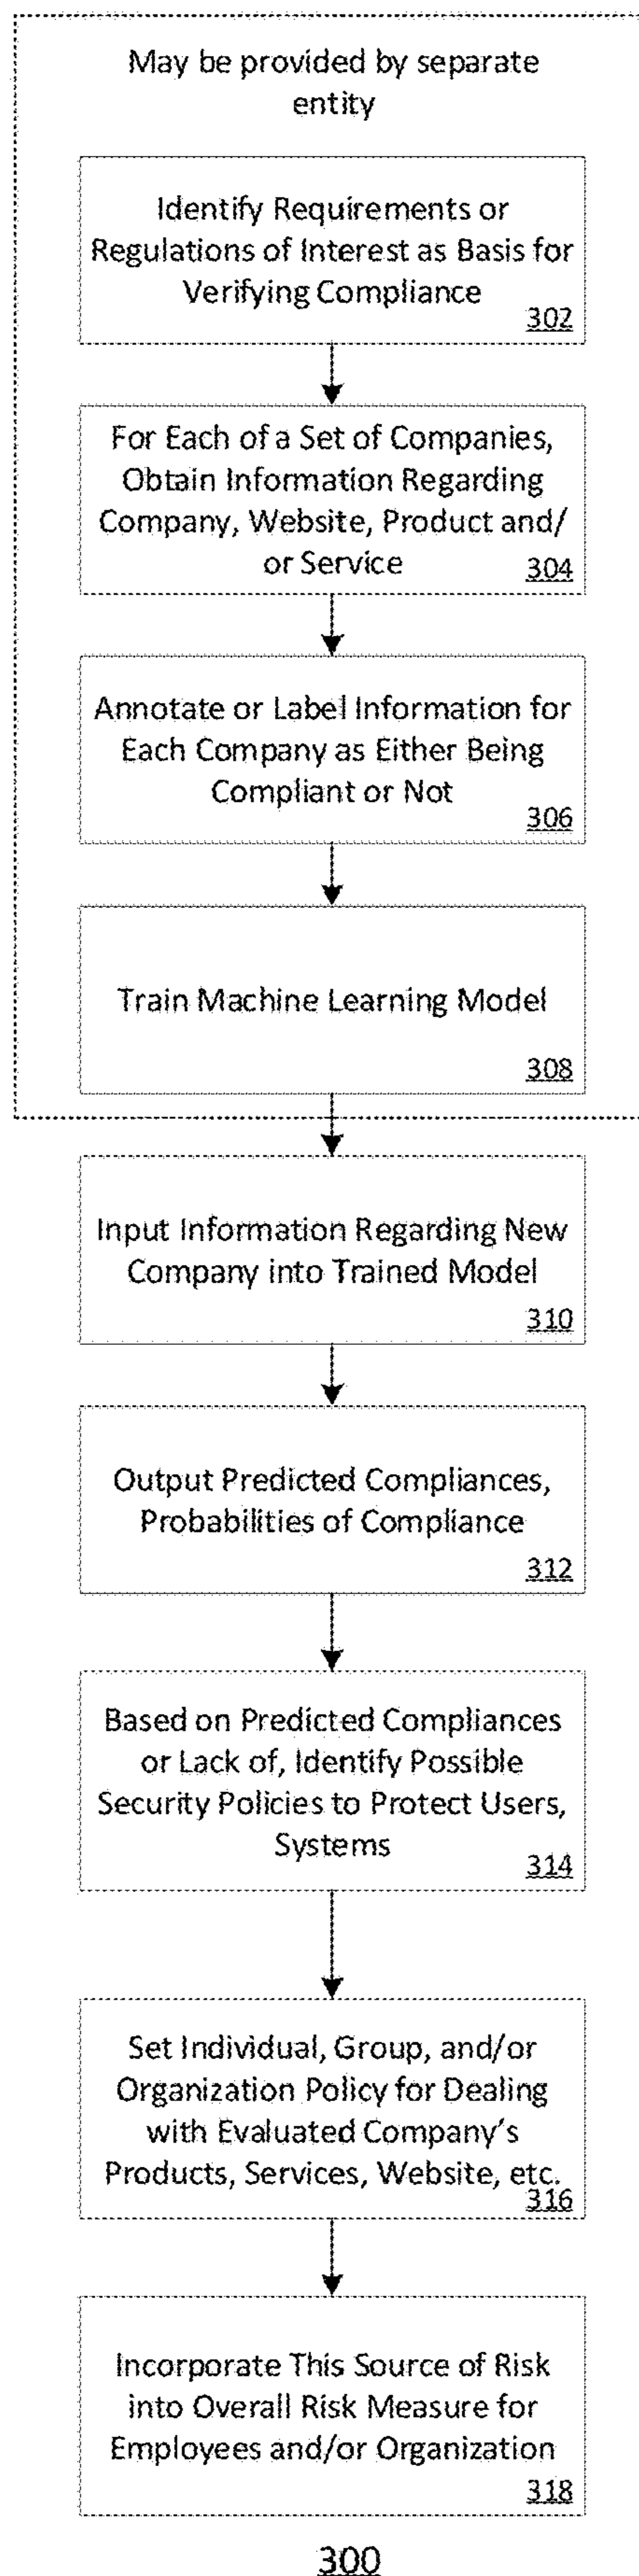 May be provided by separate
entity
Identify Requirements or
Regulations of Interest as Basis for
Verifying Compliance
302
For Each of a Set of Companies,
Obtain Information Regarding
Company, Website, Product and/
or Service
304
Annotate or Label Information for
Each Company as Either Being
Compliant or Not
306
Train Machine Learning Model
308
Input Information Regarding New
Company into Trained Model
310
Output Predicted Compliances,
Probabilities of Compliance
312
Based on Predicted Compliances
or Lack of, Identify Possible
Security Policies to Protect Users,
Systems
314
Set Individual, Group, and/or
Organization Policy for Dealing
with Evaluated Company's
Products, Services, Website, etc.
316
Incorporate This Source of Risk
into Overall Risk Measure for
Employees and/or Organization
318
300